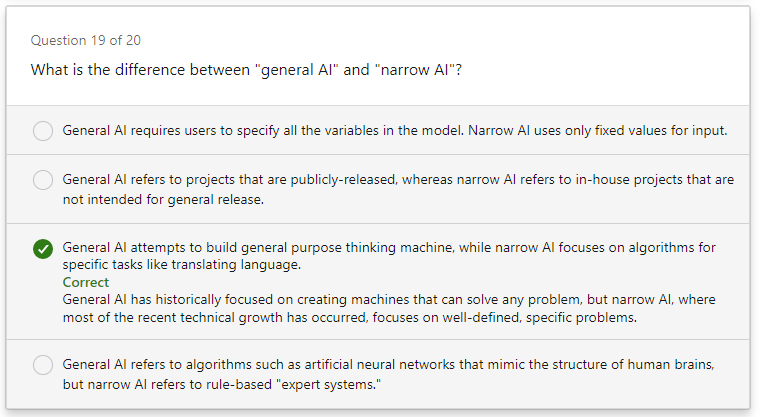 Question 19 of 20
What is the difference between "general AI" and "narrow AI"?
General AI requires users to specify all the variables in the model. Narrow AI uses only fixed values for input.
General AI refers to projects that are publicly-released, whereas narrow AI refers to in-house projects that are
not intended for general release.
General AI attempts to build general purpose thinking machine, while narrow AI focuses on algorithms for
specific tasks like translating language.
Correct
General AI has historically focused on creating machines that can solve any problem, but narrow AI, where
most of the recent technical growth has occurred, focuses on well-defined, specific problems.
General AI refers to algorithms such as artificial neural networks that mimic the structure of human brains,
but narrow AI refers to rule-based "expert systems."